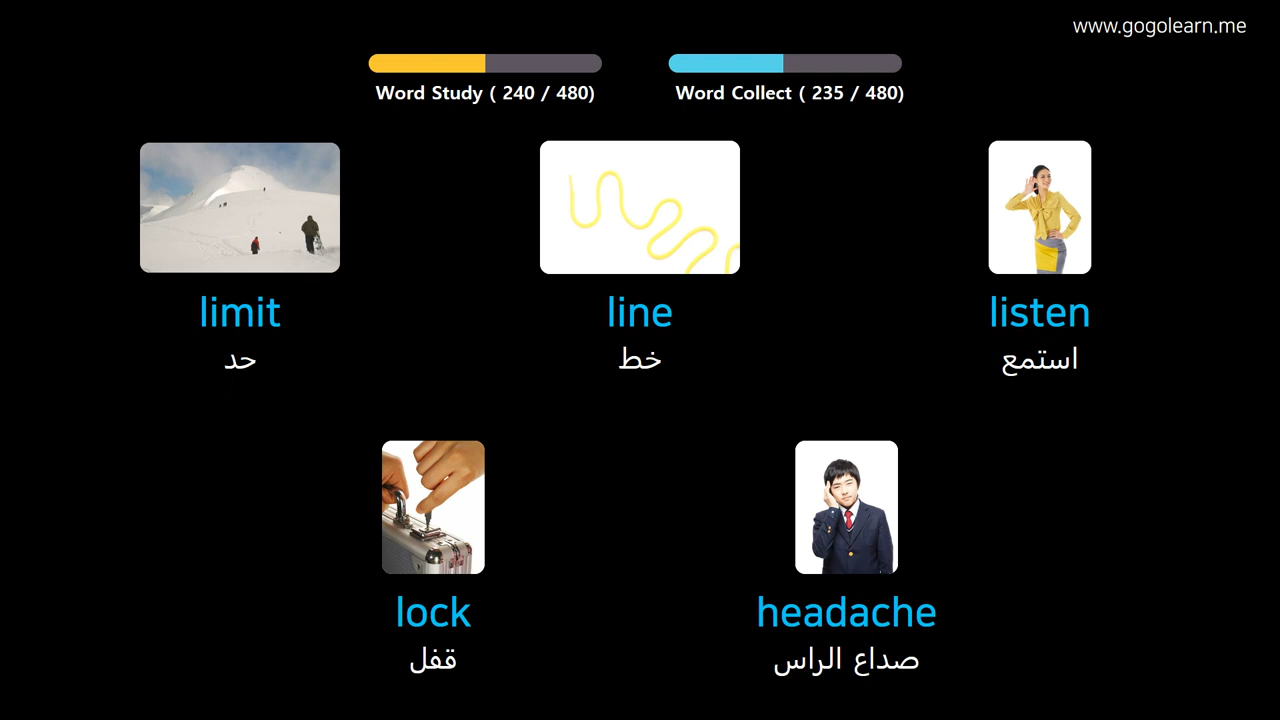 www.gogolearn.me
Word Study ( 240 / 480)
Word Collect ( 235 / 480)
limit
line
listen
حد
خط
استمع
lock
headache
قفل
صداع الراس